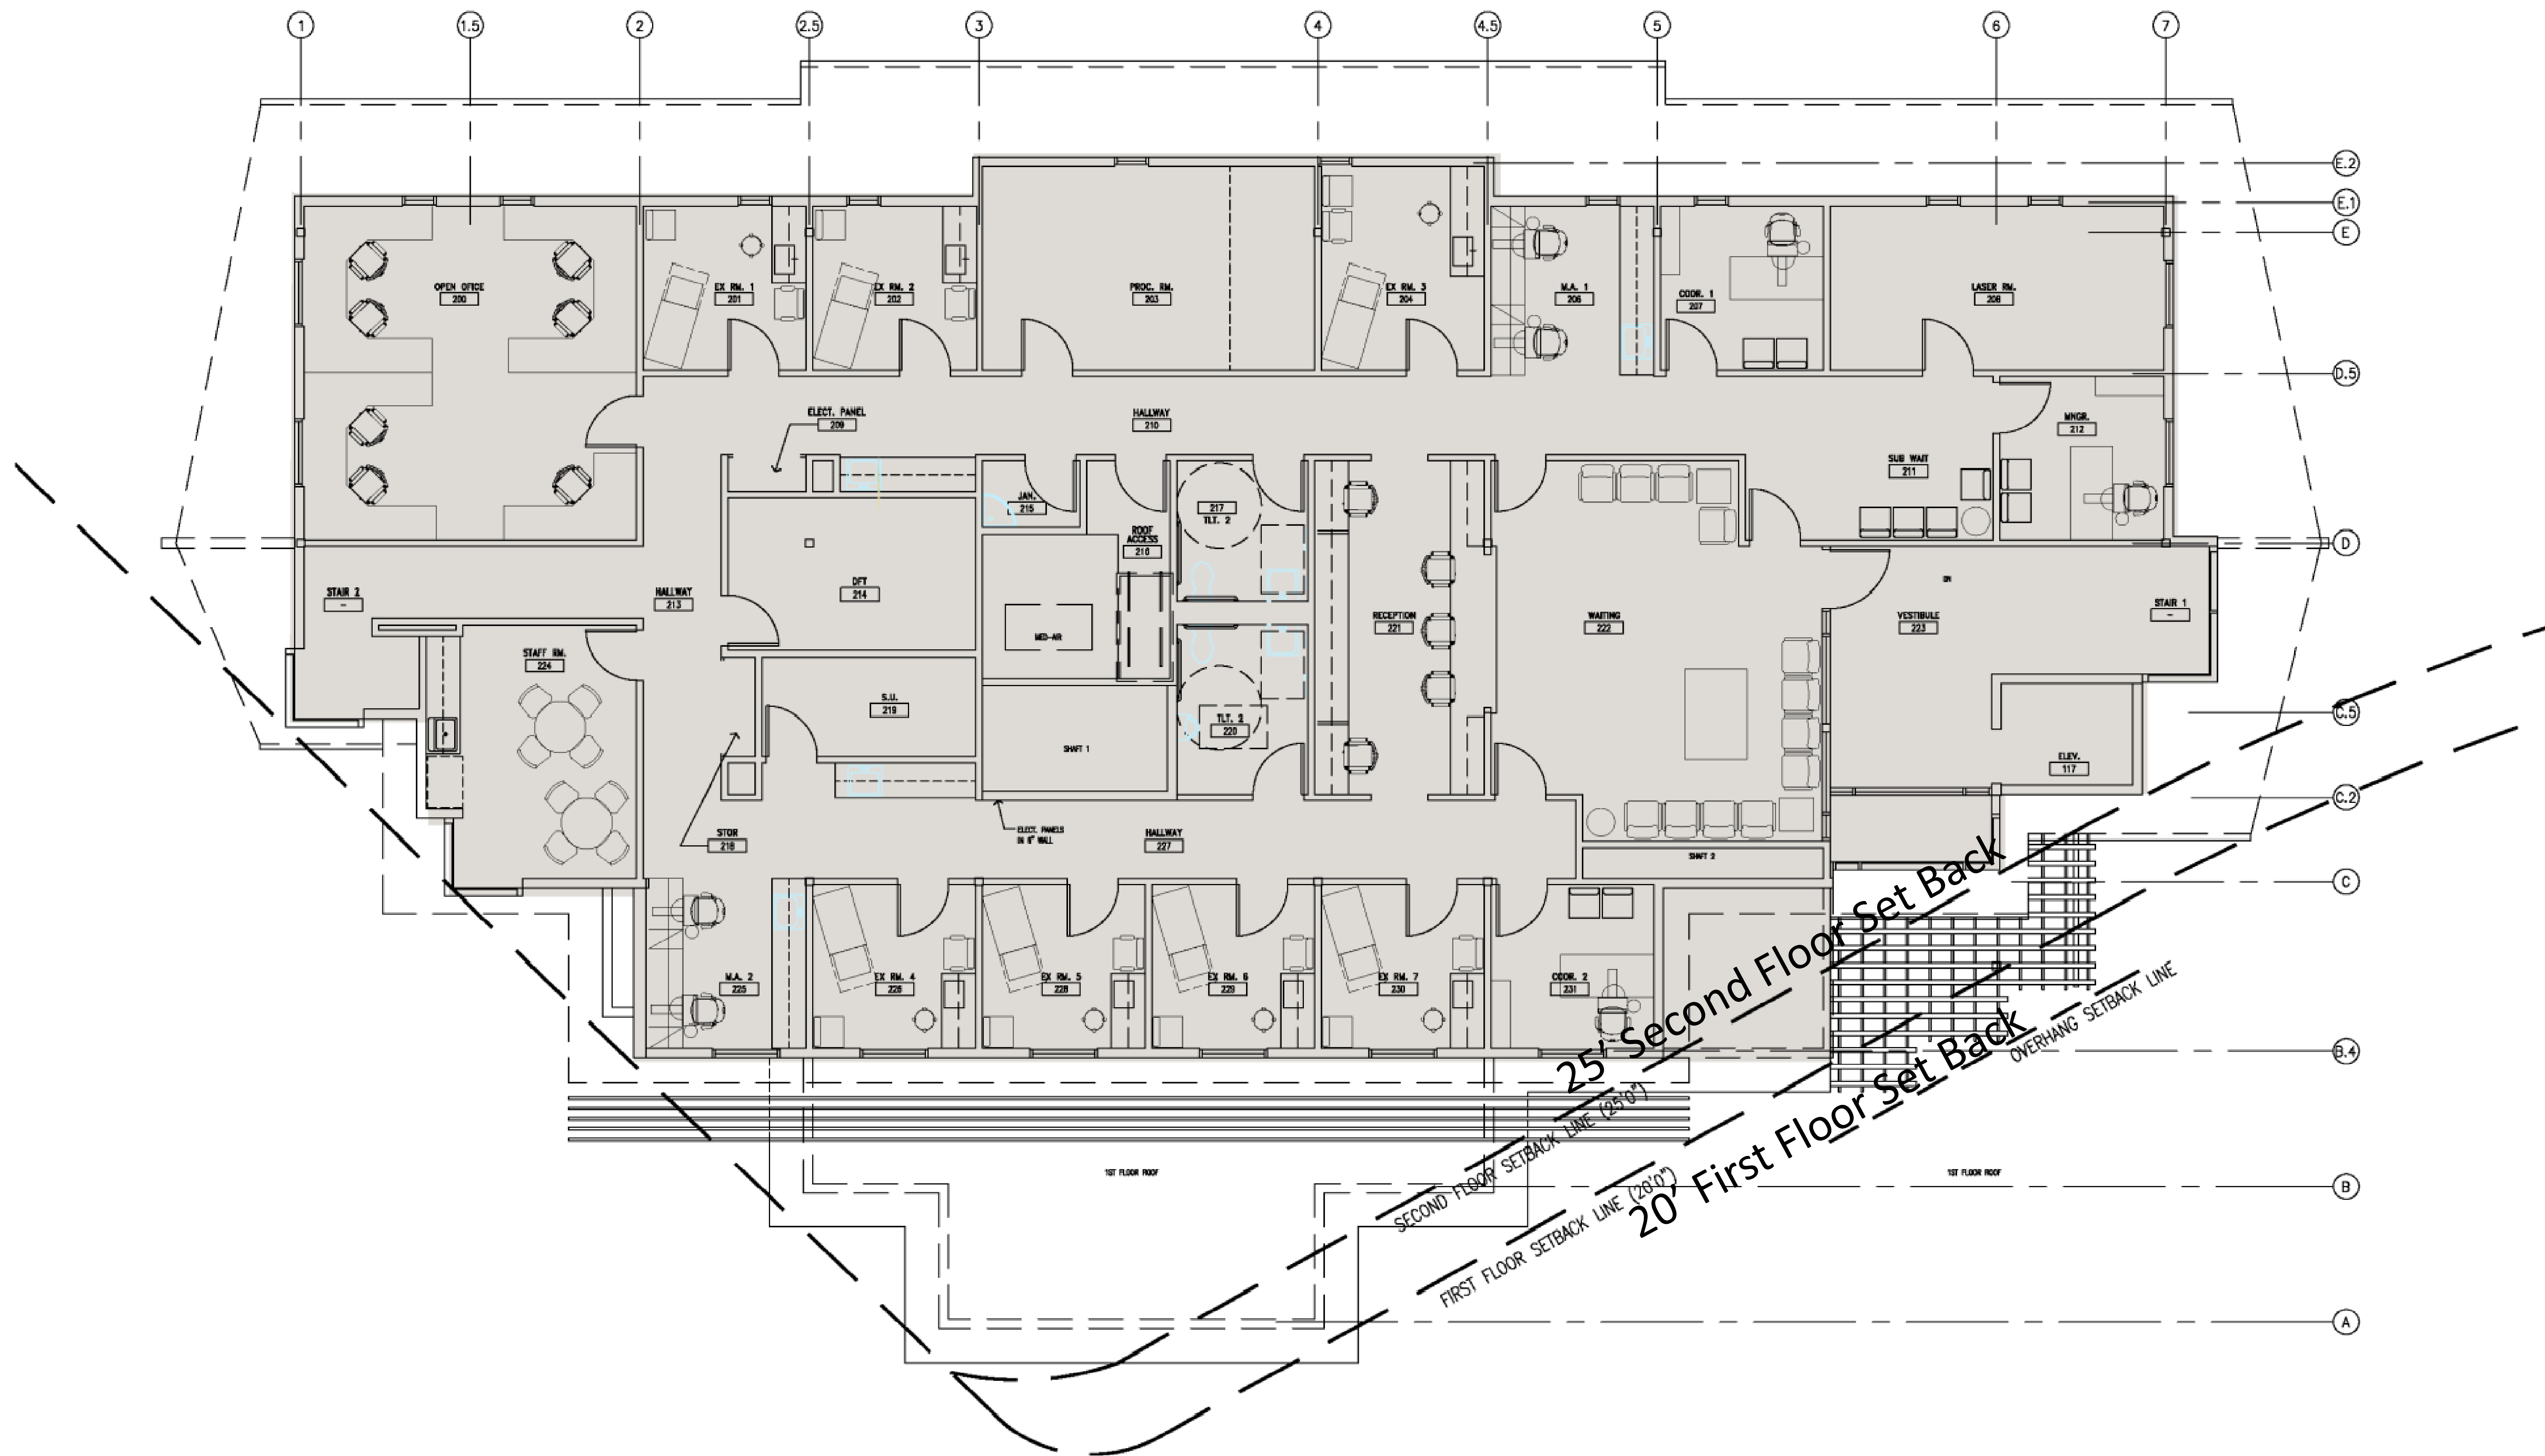 1
1.5
2
2.5
3
4
4.5
5
6
7
E.2
E.1
E
D.5
D
C.5
C.2
C
B.4
B
A
OPEN OFICE
200
EX RM. 1
201
EX RM. 2
202
PROC. RM.
203
EX RM. 3
204
M.A. 1
206
COOR. 1
207
LASER RM.
208
ELECT. PANEL
209
HALLWAY
210
SUB WAIT
211
MNGR.
212
JAN.
215
217
TLT. 2
ROOF
ACCESS
216
STAIR 2
-
HALLWAY
213
DFT
214
MED-AIR
RECEPTION
221
WAITING
222
DN
VESTIBULE
223
STAIR 1
-
STAFF RM.
224
S.U.
219
SHAFT 1
TLT. 2
220
ELEV.
117
STOR
218
ELECT. PANELS
IN 6" WALL
HALLWAY
227
SHAFT 2
M.A. 2
225
EX RM. 4
226
EX RM. 5
228
EX RM. 6
229
EX RM. 7
230
COOR. 2
231
25' Second Floor Set Back
SECOND FLOOR SETBACK LINE (25'0")
20' First Floor Set Back
FIRST FLOOR SETBACK LINE (20'0")
OVERHANG SETBACK LINE
1ST FLOOR ROOF
1ST FLOOR ROOF